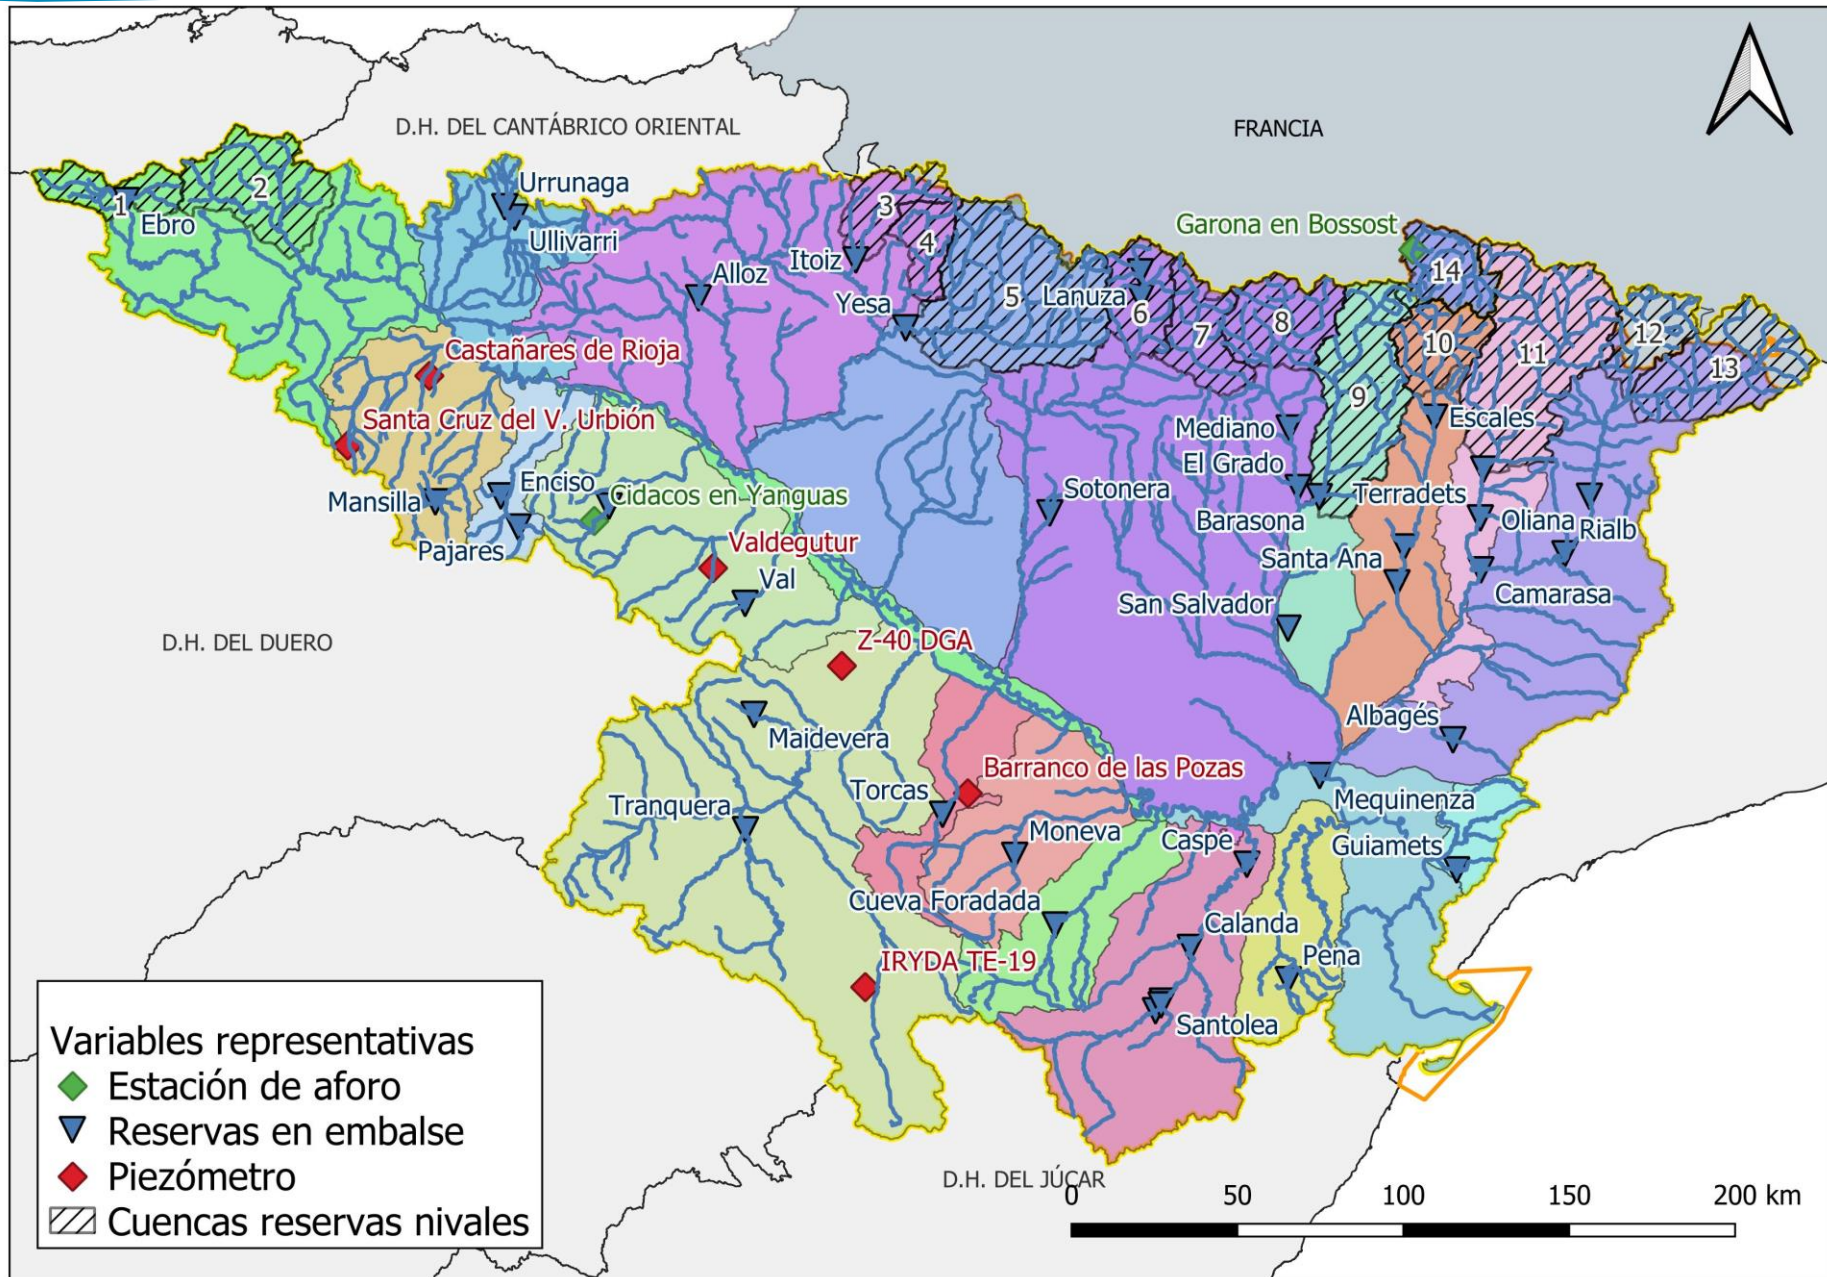 D.H. DEL CANTÁBRICO ORIENTAL
FRANCIA
Urrunaga
Garona en Bossost
2
3
1
Ebro
Ullivarri
4
Itoiz
14
Alloz
Lanuza
5
Yesa
6
7
8
10
12
11
13
Castañares de Rioja
9
Santa Cruz del V. Urbión
Escales
Mediano
El Grado
Enciso
Cidacos en Yanguas
Sotonera
Terradets
Mansilla
Barasona
Oliana
Rialb
Pajares
Valdegutur
Santa Ana
Val
San Salvador
Camarasa
D.H. DEL DUERO
Z-40 DGA
Albagés
Maidevera
Barranco de las Pozas
Torcas
Tranquera
Mequinenza
Moneva
Caspe
Guiamets
Cueva Foradada
Calanda
IRYDA TE-19
Pena
Santolea
Variables representativas
Estación de aforo
Reservas en embalse
Piezómetro
Cuencas reservas nivales
D.H. DEL JÚCAR
0 50 100 150 200 km